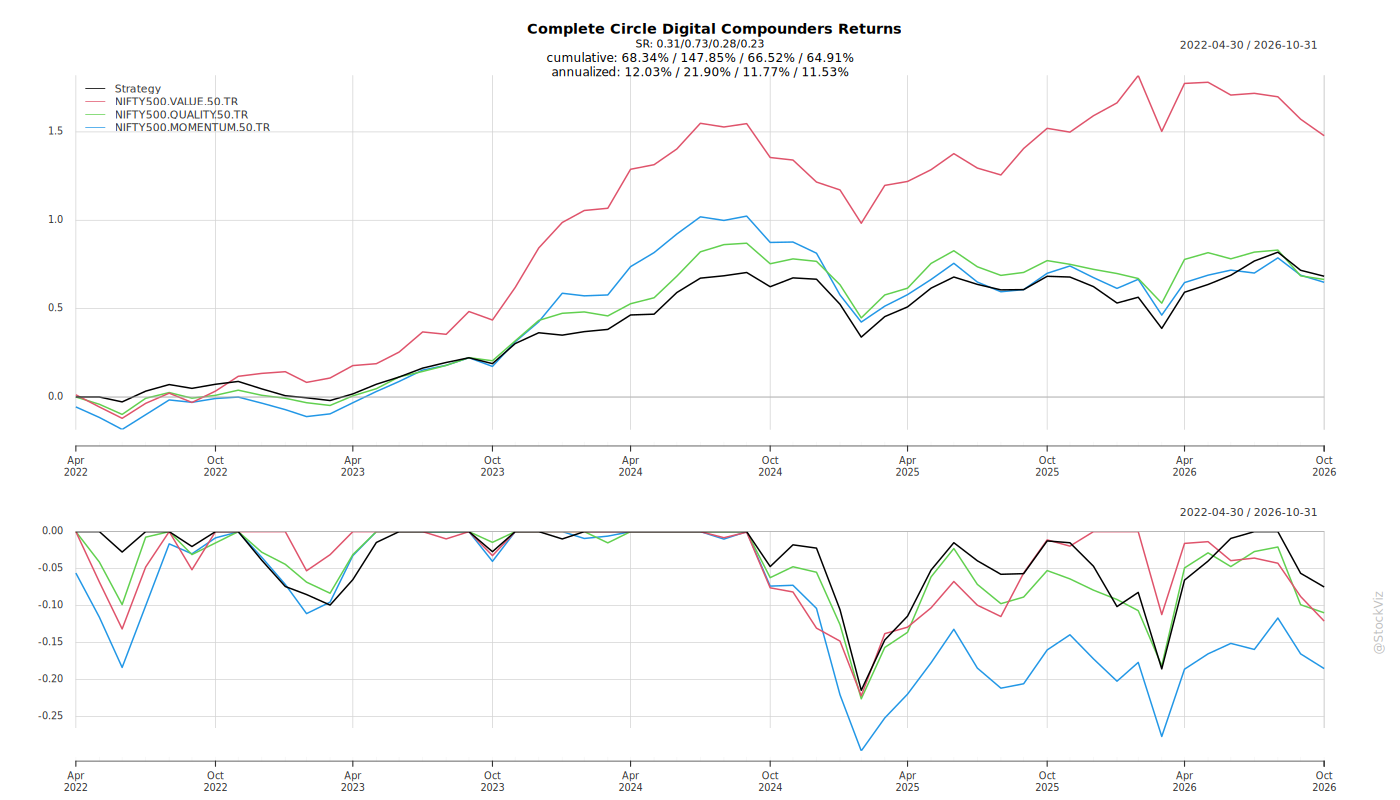 Complete Circle Digital Compounders Returns
SR: 0.31/0.73/0.28/0.23
cumulative: 68.34% / 147.85% / 66.52% / 64.91%
annualized: 12.03% / 21.90% / 11.77% / 11.53%
2022-04-30 / 2026-10-31
Strategy
NIFTY500.VALUE.50.TR
NIFTY500.QUALITY.50.TR
NIFTY500.MOMENTUM.50.TR
1.5
1.0
0.5
0.0
Apr 2022
Oct 2022
Apr 2023
Oct 2023
Apr 2024
Oct 2024
Apr 2025
Oct 2025
Apr 2026
Oct 2026
2022-04-30 / 2026-10-31
0.00
-0.05
-0.10
-0.15
-0.20
-0.25
Apr 2022
Oct 2022
Apr 2023
Oct 2023
Apr 2024
Oct 2024
Apr 2025
Oct 2025
Apr 2026
Oct 2026
@StockViz